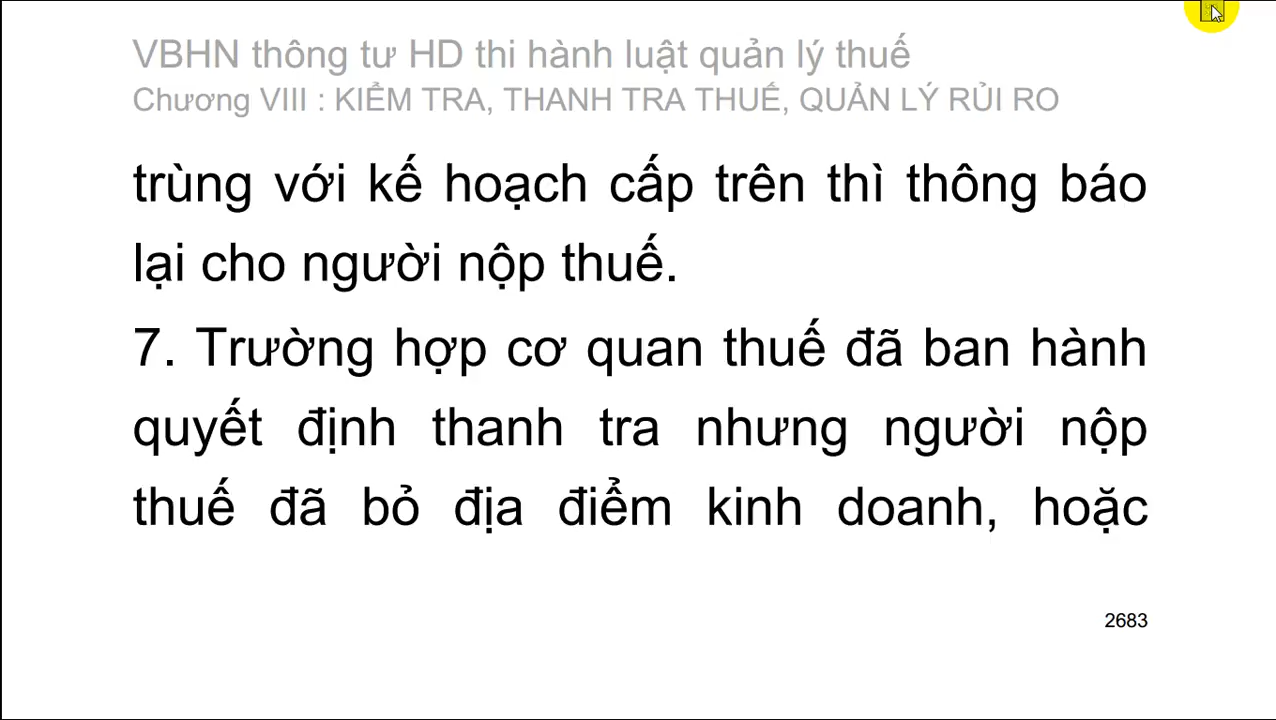 VBHN thông tư HD thi hành luật quản lý thuế
Chương VIII : KIỂM TRA, THANH TRA THUẾ, QUẢN LÝ RỦI RO
trùng với kế hoạch cấp trên thì thông báo
lại cho người nộp thuế.
7. Trường hợp cơ quan thuế đã ban hành
quyết định thanh tra nhưng người nộp
thuế đã bỏ địa điểm kinh doanh, hoặc
2683